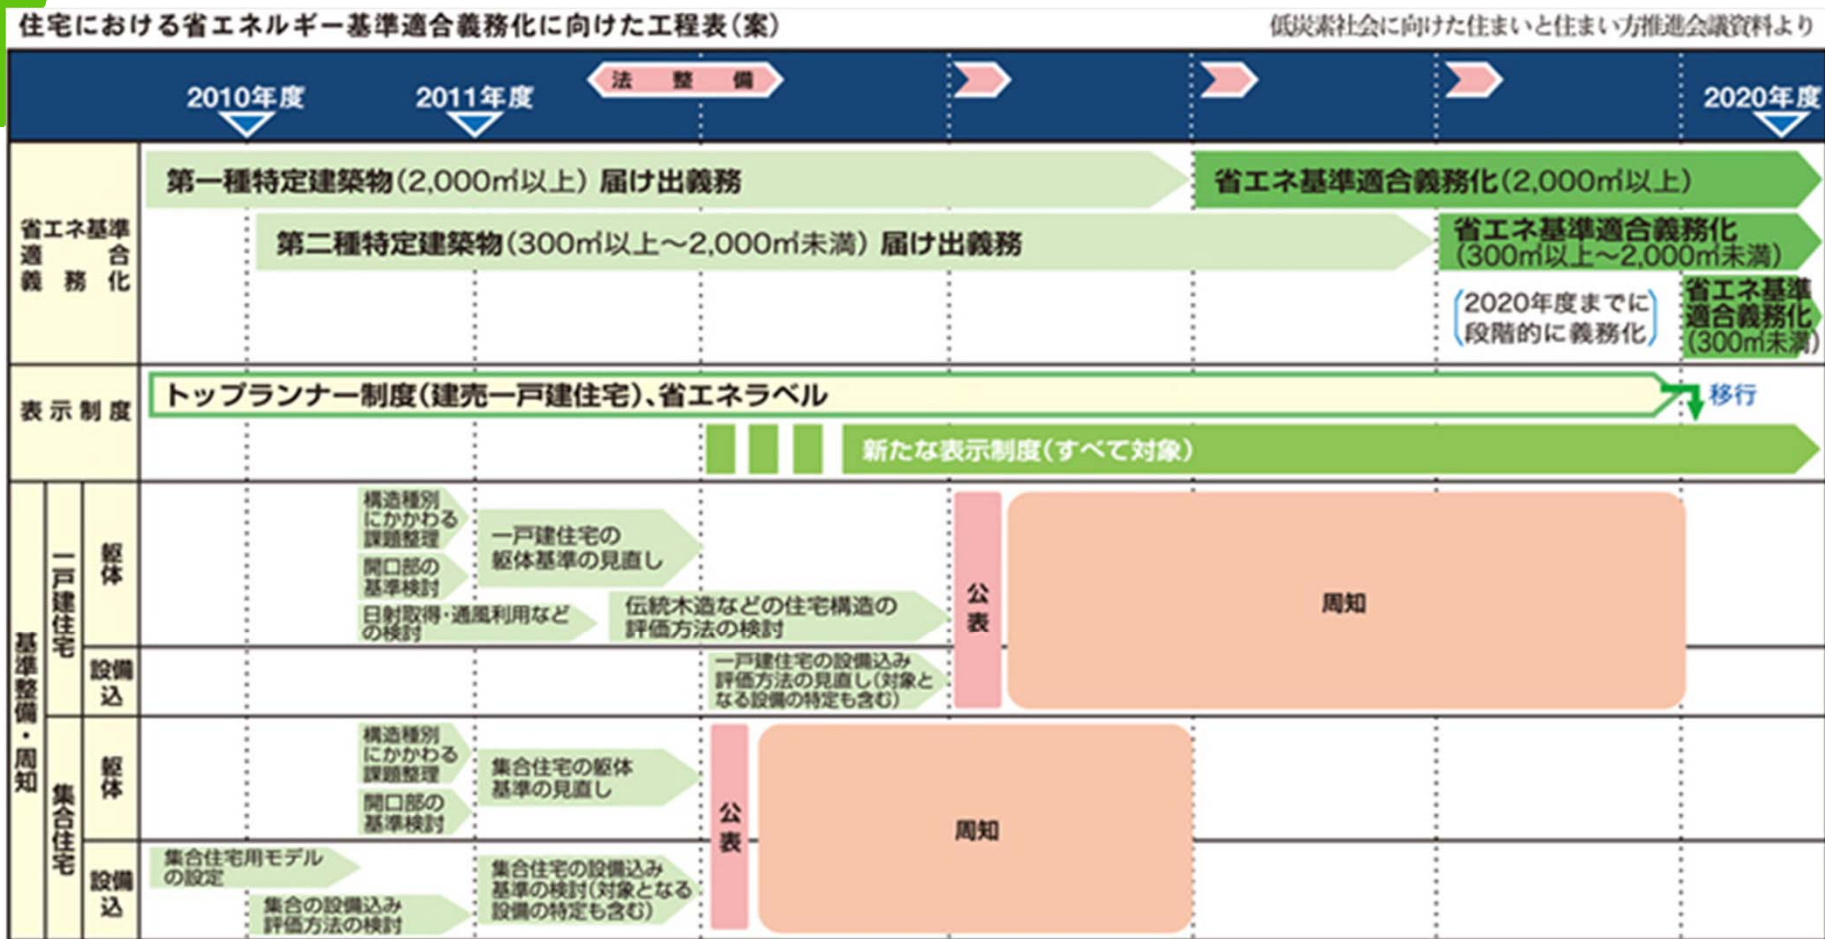 住宅における省エネルギー基準適合義務化に向けた工程表(案)
低炭素社会に向けた住まいと住まい方推進会議資料より
2010年度
2011年度
法整備
2020年度
省エネ基準
適合
義務化
第一種特定建築物(2,000㎡以上)届け出義務
省エネ基準適合義務化(2,000㎡以上)
第二種特定建築物(300㎡以上～2,000㎡未満)届け出義務
省エネ基準適合義務化
(300㎡以上～2,000㎡未満)
(2020年度までに
段階的に義務化)
省エネ基準
適合義務化
(300㎡未満)
表示制度
トップランナー制度(建売一戸建住宅)、省エネラベル
移行
新たな表示制度(すべて対象)
基準整備・周知
一戸建住宅
躯体
構造種別
にかかわる
課題整理
開口部の
基準検討
日射取得・通風利用など
の検討
一戸建住宅の
躯体基準の見直し
伝統木造などの住宅構造の
評価方法の検討
公表
周知
設備
込
一戸建住宅の設備込み
評価方法の見直し(対象と
なる設備の特定も含む)
集合住宅
躯体
構造種別
にかかわる
課題整理
開口部の
基準検討
集合住宅の躯体
基準の見直し
公表
周知
設備
込
集合住宅用モデル
の設定
集合の設備込み
評価方法の検討
集合住宅の設備込み
基準の検討(対象となる
設備の特定も含む)